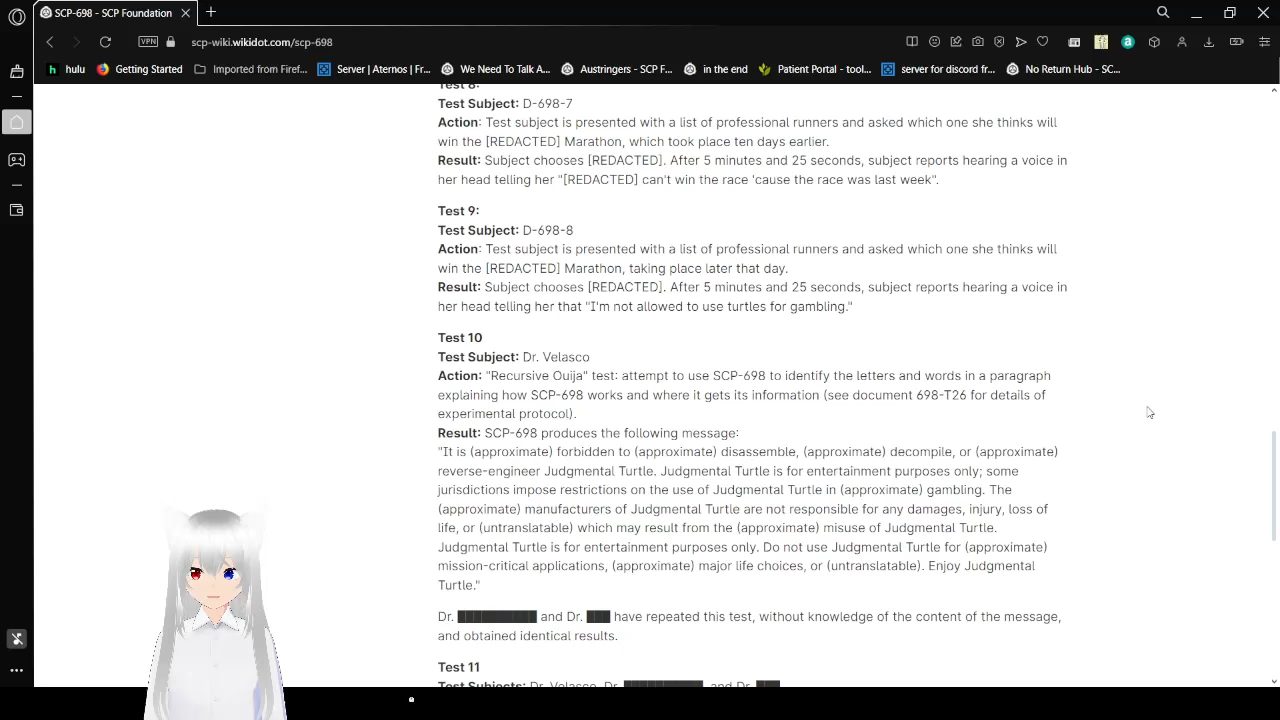 SCP-698 - SCP Foundation
VPN
scp-wiki.wikidot.com/scp-698
hulu
Getting Started
Imported from Firef...
Server | Aternos | Fr...
We Need To Talk A...
Austringers - SCP F...
in the end
Patient Portal - tool...
server for discord fr...
No Return Hub - SC...
Test 8:
Test Subject: D-698-7
Action: Test subject is presented with a list of professional runners and asked which one she thinks will
win the [REDACTED] Marathon, which took place ten days earlier.
Result: Subject chooses [REDACTED]. After 5 minutes and 25 seconds, subject reports hearing a voice in
her head telling her "[REDACTED] can't win the race 'cause the race was last week".
Test 9:
Test Subject: D-698-8
Action: Test subject is presented with a list of professional runners and asked which one she thinks will
win the [REDACTED] Marathon, taking place later that day.
Result: Subject chooses [REDACTED]. After 5 minutes and 25 seconds, subject reports hearing a voice in
her head telling her that "I'm not allowed to use turtles for gambling."
Test 10
Test Subject: Dr. Velasco
Action: "Recursive Ouija" test: attempt to use SCP-698 to identify the letters and words in a paragraph
explaining how SCP-698 works and where it gets its information (see document 698-T26 for details of
experimental protocol).
Result: SCP-698 produces the following message:
"It is (approximate) forbidden to (approximate) disassemble, (approximate) decompile, or (approximate)
reverse-engineer Judgmental Turtle. Judgmental Turtle is for entertainment purposes only; some
jurisdictions impose restrictions on the use of Judgmental Turtle in (approximate) gambling. The
(approximate) manufacturers of Judgmental Turtle are not responsible for any damages, injury, loss of
life, or (untranslatable) which may result from the (approximate) misuse of Judgmental Turtle.
Judgmental Turtle is for entertainment purposes only. Do not use Judgmental Turtle for (approximate)
mission-critical applications, (approximate) major life choices, or (untranslatable). Enjoy Judgmental
Turtle."
Dr. ██████████ and Dr. ███ have repeated this test, without knowledge of the content of the message,
and obtained identical results.
Test 11
Test Subjects: Dr. Velasco, Dr. ██████████, and Dr. ███